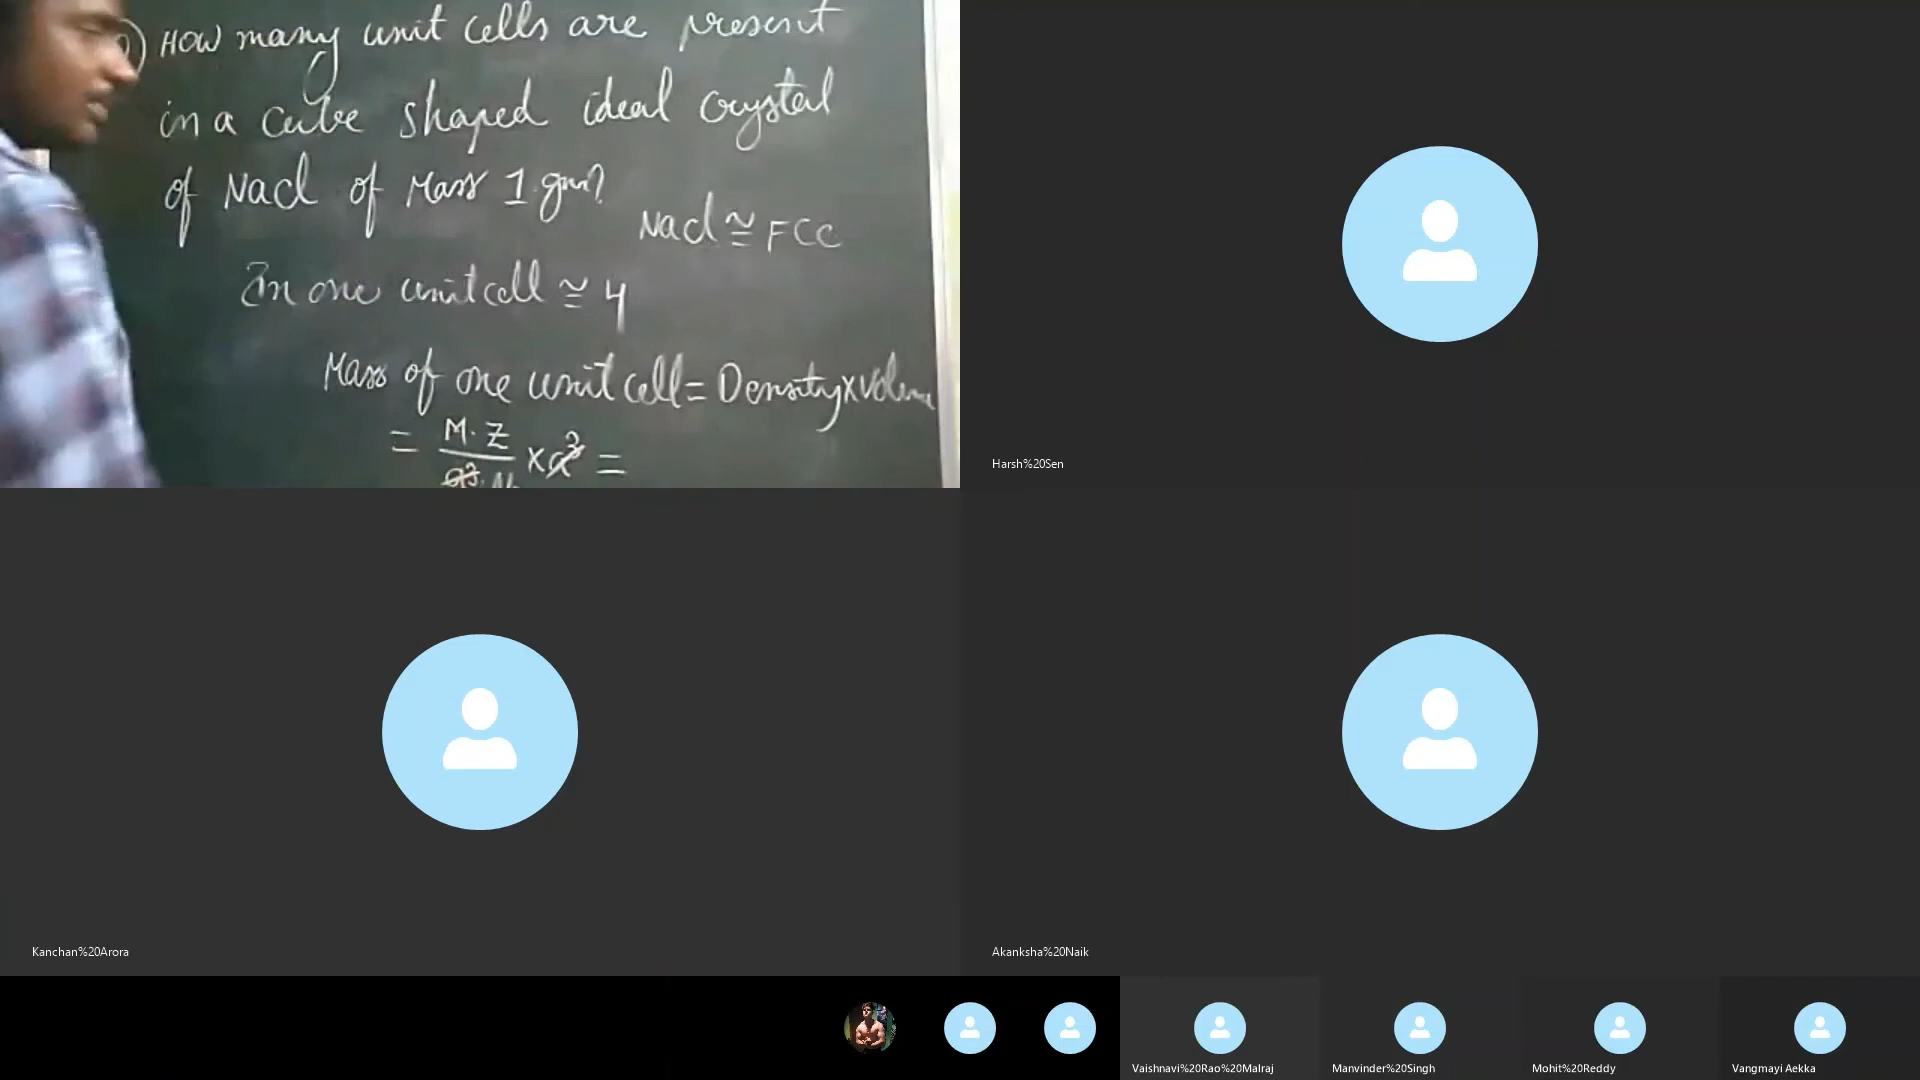 How many unit cells are present
in a cube shaped ideal crystal
of Nacl of Mass 1 gm?
Nacl ≅ FCC
In one unit cell ≅ 4
Mass of one unit cell = Density x volume
= M. Z / a³. N x a³ =
Harsh%20Sen
Kanchan%20Arora
Akanksha%20Naik
Vaishnavi%20Rao%20Malraj
Manvinder%20Singh
Mohit%20Reddy
Vangmayi Aekka